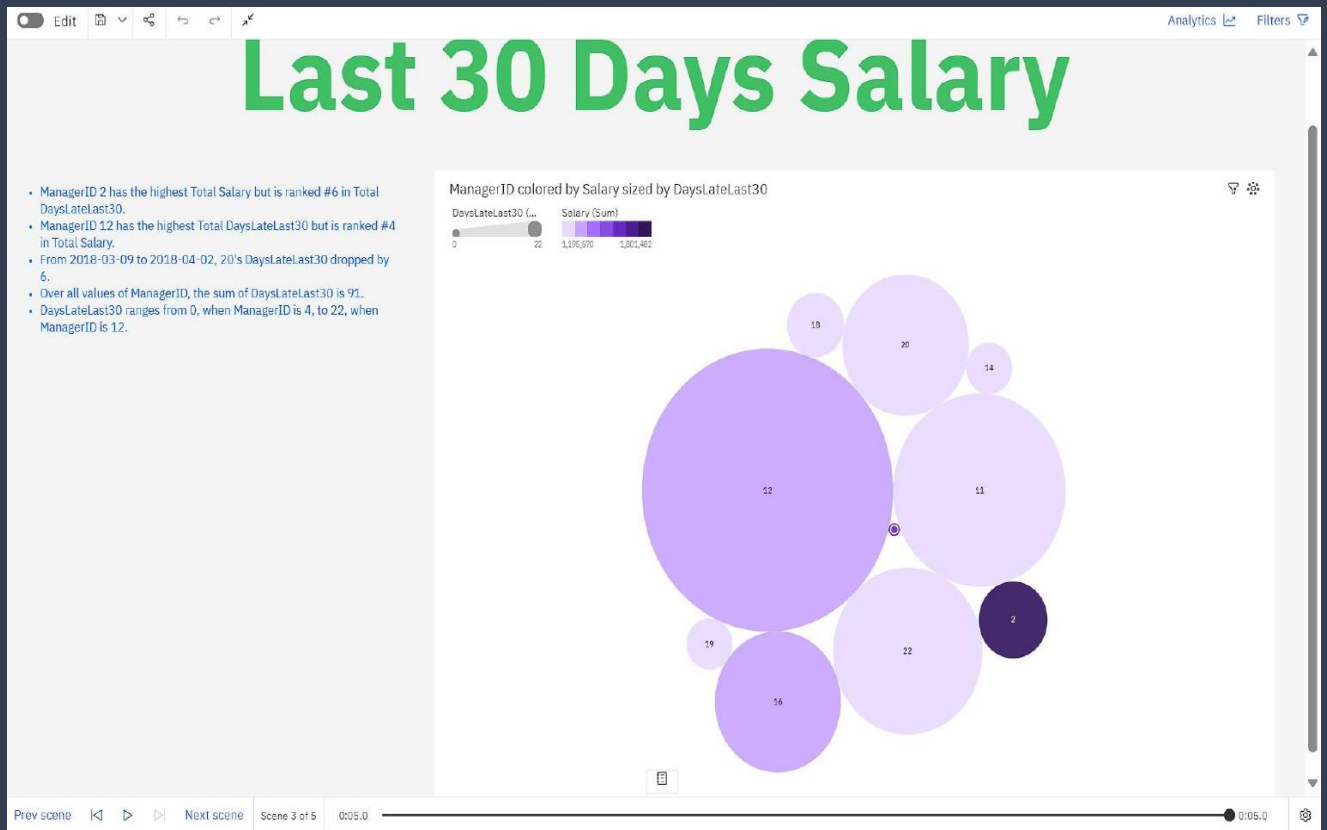 Edit
Analytics
Filters
Last 30 Days Salary
• ManagerID 2 has the highest Total Salary but is ranked #6 in Total
DaysLateLast30.
• ManagerID 12 has the highest Total DaysLateLast30 but is ranked #4
in Total Salary.
• From 2018-03-09 to 2018-04-02, 20's DaysLateLast30 dropped by
6.
• Over all values of ManagerID, the sum of DaysLateLast30 is 91.
• DaysLateLast30 ranges from 0, when ManagerID is 4, to 22, when
ManagerID is 12.
ManagerID colored by Salary sized by DaysLateLast30
DaysLateLast30 (...
0 22
Salary (Sum)
1,801,482
18
20
14
12
11
2
19
22
16
Prev scene
Next scene
Scene 3 of 5
0:05.0
0:05.0